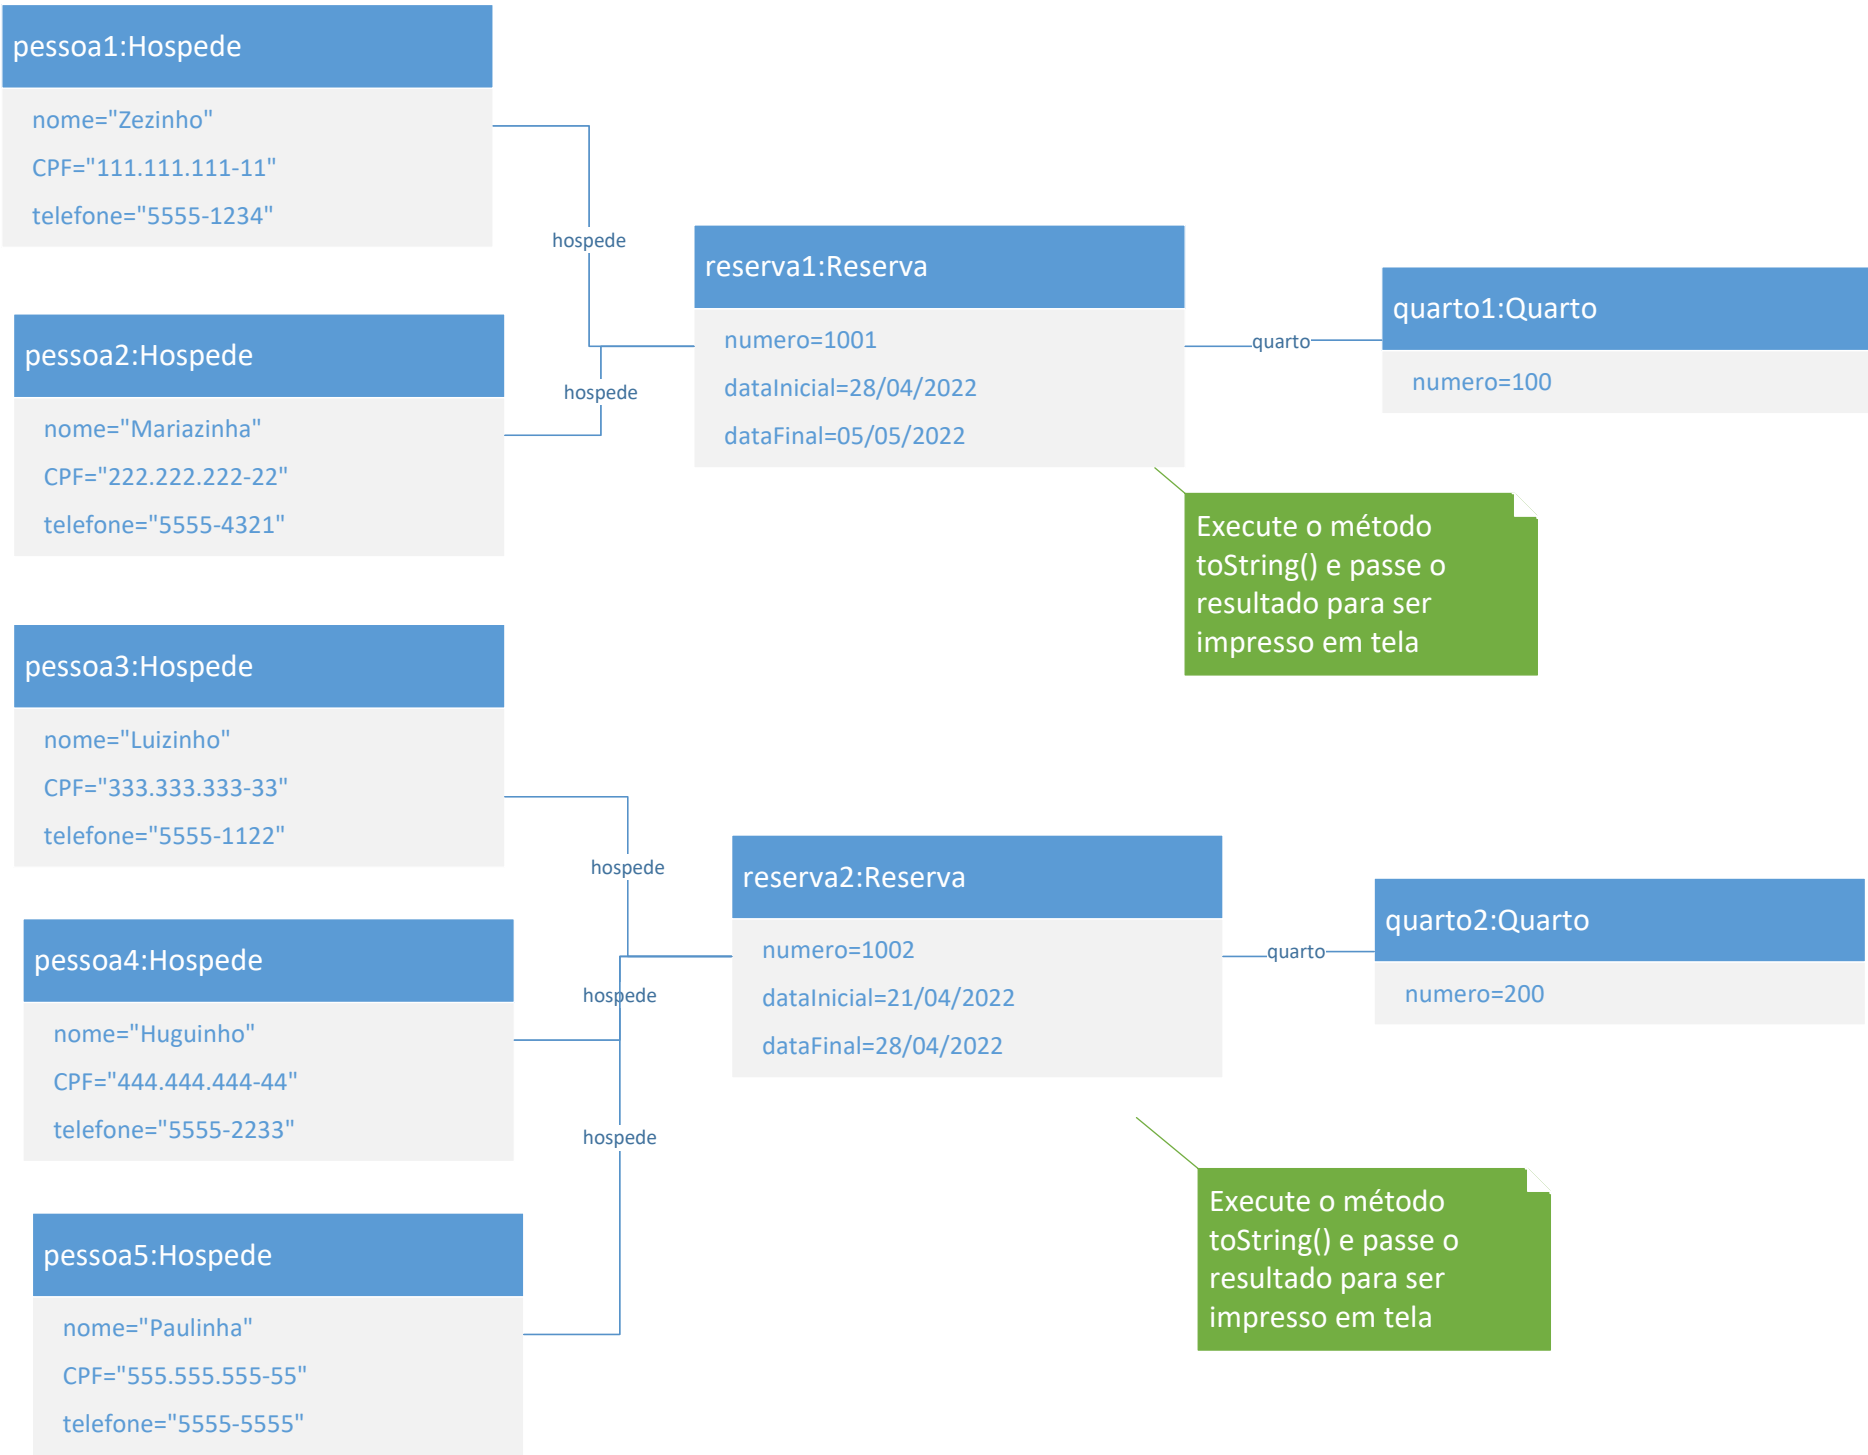 pessoa1:Hospede
nome="Zezinho"
CPF="111.111.111-11"
telefone="5555-1234"
hospede
pessoa2:Hospede
nome="Mariazinha"
CPF="222.222.222-22"
telefone="5555-4321"
hospede
reserva1:Reserva
numero=1001
dataInicial=28/04/2022
dataFinal=05/05/2022
quarto
quarto1:Quarto
numero=100
Execute o método
toString() e passe o
resultado para ser
impresso em tela
pessoa3:Hospede
nome="Luizinho"
CPF="333.333.333-33"
telefone="5555-1122"
hospede
pessoa4:Hospede
nome="Huguinho"
CPF="444.444.444-44"
telefone="5555-2233"
hospede
pessoa5:Hospede
nome="Paulinha"
CPF="555.555.555-55"
telefone="5555-5555"
hospede
reserva2:Reserva
numero=1002
dataInicial=21/04/2022
dataFinal=28/04/2022
quarto
quarto2:Quarto
numero=200
Execute o método
toString() e passe o
resultado para ser
impresso em tela